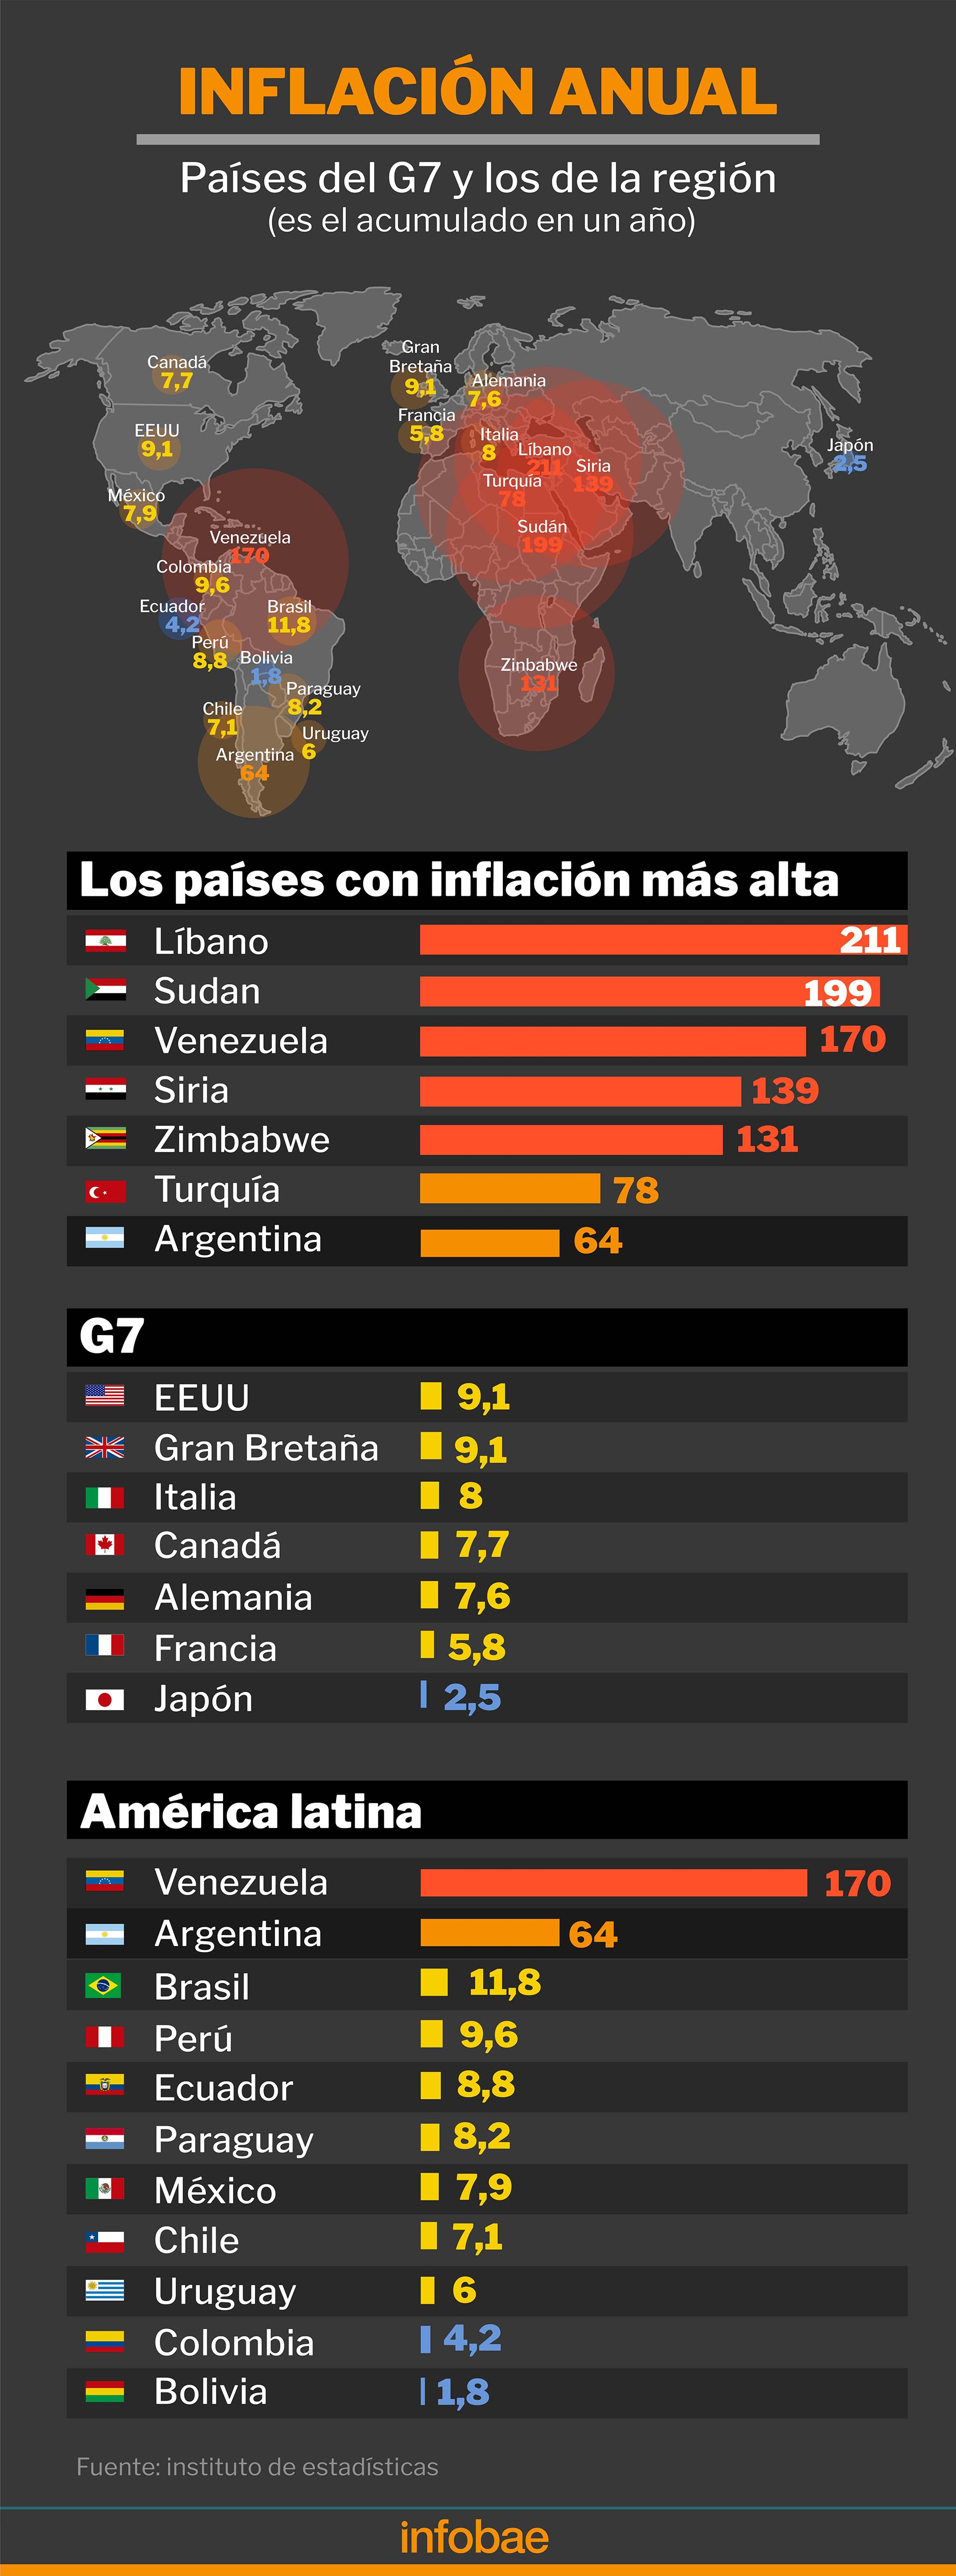 INFLACIÓN ANUAL
Países del G7 y los de la región
(es el acumulado en un año)
Canadá
7,7
EEUU
9,1
México
7,9
Gran
Bretaña
9,1
Alemania
7,6
Francia
5,8
Italia
8
Líbano
211
Siria
139
Turquía
78
Sudán
199
Japón
2,5
Venezuela
170
Colombia
9,6
Ecuador
4,2
Brasil
11,8
Perú
8,8
Bolivia
1,8
Paraguay
8,2
Chile
7,1
Uruguay
6
Argentina
64
Zinbabwe
131
Los países con inflación más alta
Líbano 211
Sudan 199
Venezuela 170
Siria 139
Zimbabwe 131
Turquía 78
Argentina 64
G7
EEUU 9,1
Gran Bretaña 9,1
Italia 8
Canadá 7,7
Alemania 7,6
Francia 5,8
Japón 2,5
América latina
Venezuela 170
Argentina 64
Brasil 11,8
Perú 9,6
Ecuador 8,8
Paraguay 8,2
México 7,9
Chile 7,1
Uruguay 6
Colombia 4,2
Bolivia 1,8
Fuente: instituto de estadísticas
infobae